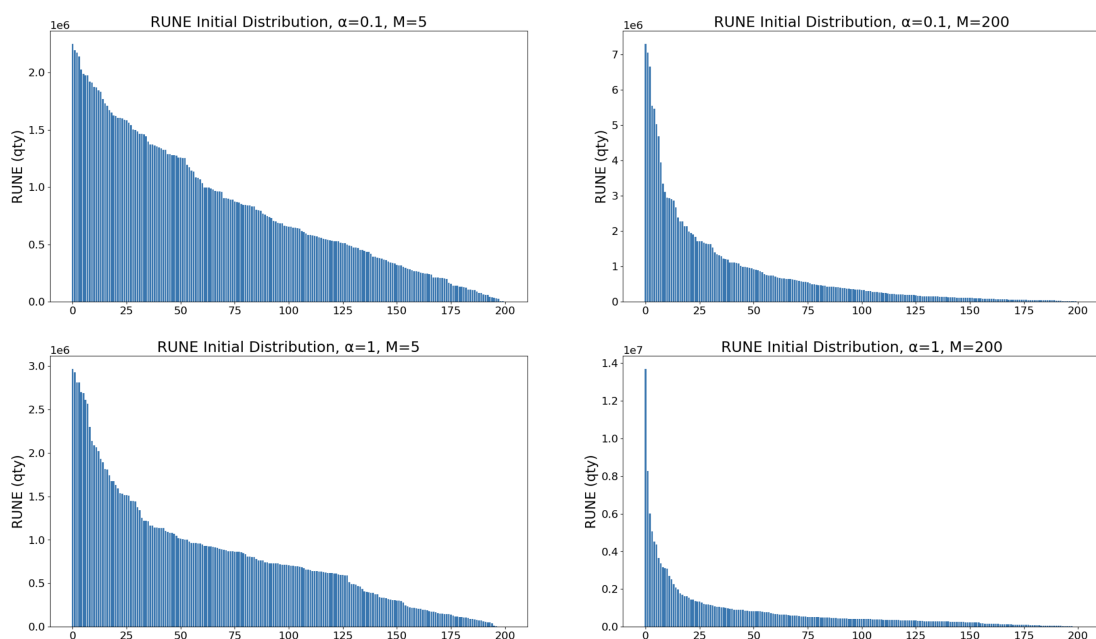 RUNE Initial Distribution, α=0.1, M=5
1e6
RUNE (qty)
2.0
1.5
1.0
0.5
0.0
0 25 50 75 100 125 150 175 200
RUNE Initial Distribution, α=0.1, M=200
1e6
RUNE (qty)
7
6
5
4
3
2
1
0
0 25 50 75 100 125 150 175 200
RUNE Initial Distribution, α=1, M=5
1e6
RUNE (qty)
3.0
2.5
2.0
1.5
1.0
0.5
0.0
0 25 50 75 100 125 150 175 200
RUNE Initial Distribution, α=1, M=200
1e7
RUNE (qty)
1.4
1.2
1.0
0.8
0.6
0.4
0.2
0.0
0 25 50 75 100 125 150 175 200